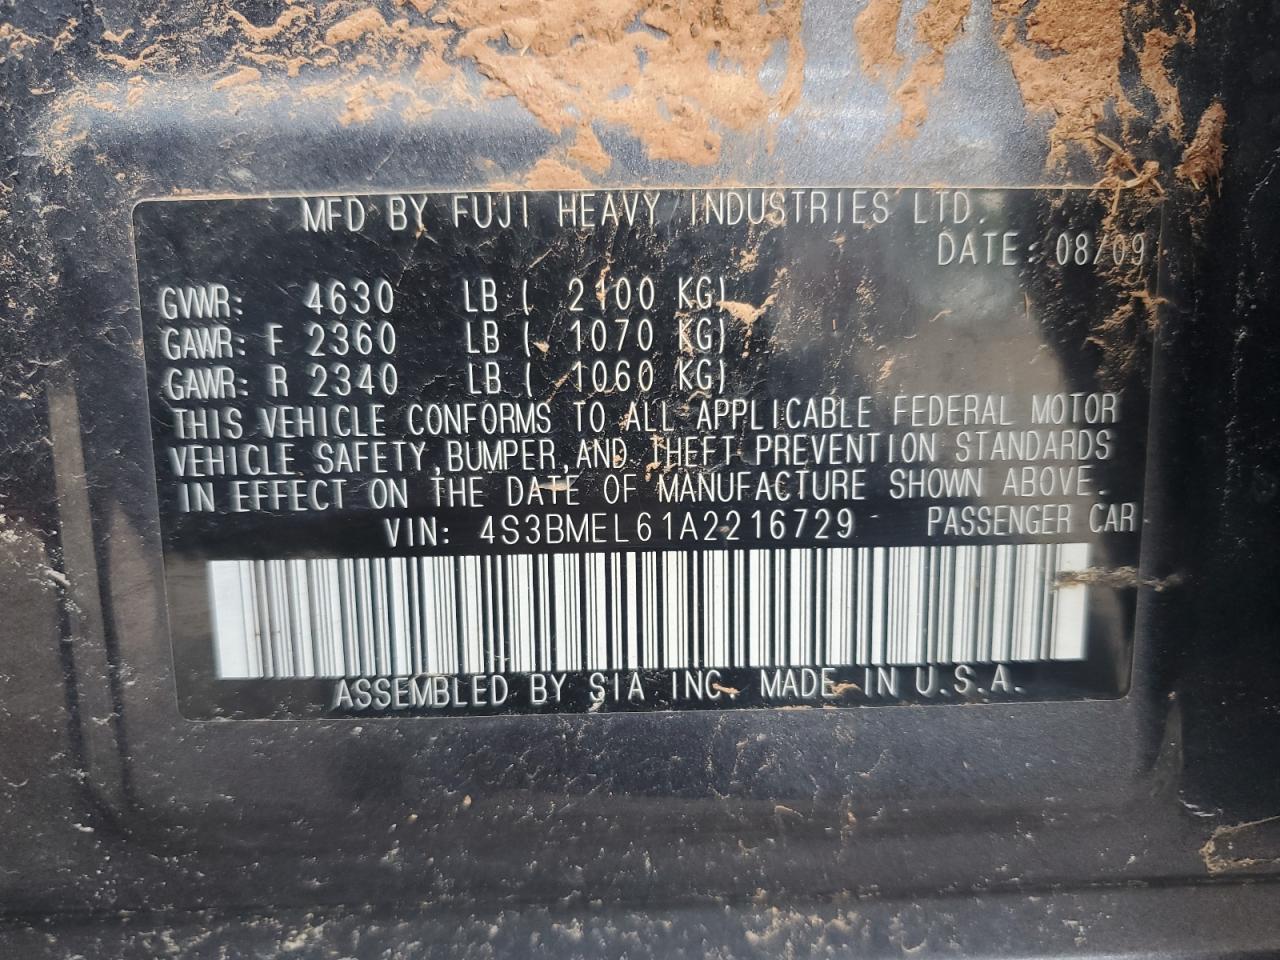 MFD BY FUJI HEAVY INDUSTRIES LTD.
DATE: 08/09
GVWR: 4630 LB ( 2100 KG)
GAWR: F 2360 LB ( 1070 KG)
GAWR: R 2340 LB ( 1060 KG)
THIS VEHICLE CONFORMS TO ALL APPLICABLE FEDERAL MOTOR
VEHICLE SAFETY,BUMPER,AND THEFT PREVENTION STANDARDS
IN EFFECT ON THE DATE OF MANUFACTURE SHOWN ABOVE.
VIN: 4S3BMEL61A2216729 PASSENGER CAR
ASSEMBLED BY SIA INC. MADE IN U.S.A.